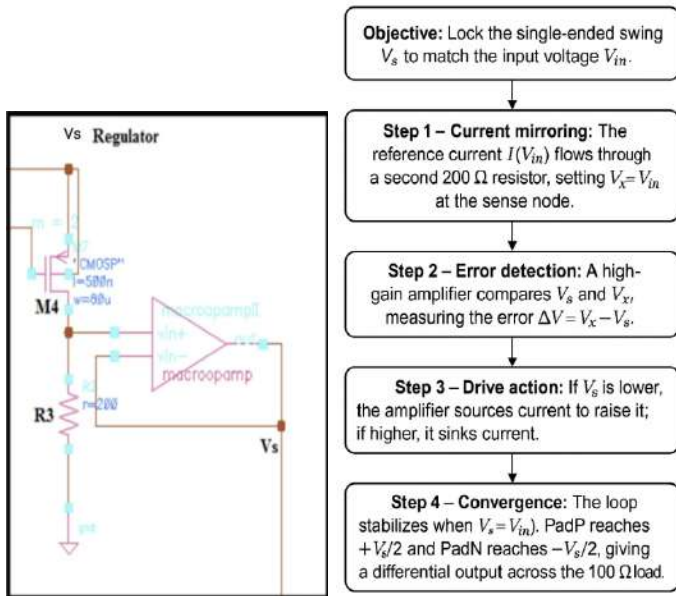 Vs Regulator
m = 2
"CMOSP"
l=500n
w=80u
M4
macroopampII
vin+
vin-
out
macroopamp
r=200
R3
Vs
Objective: Lock the single-ended swing
Vs to match the input voltage Vin.
Step 1 – Current mirroring: The
reference current I(Vin) flows through
a second 200 Ω resistor, setting Vx= Vin
at the sense node.
Step 2 – Error detection: A high-
gain amplifier compares Vs and Vx,
measuring the error ΔV = Vx – Vs.
Step 3 – Drive action: If Vs is lower,
the amplifier sources current to raise it;
if higher, it sinks current.
Step 4 – Convergence: The loop
stabilizes when Vs = Vin). PadP reaches
+Vs/2 and PadN reaches –Vs/2, giving
a differential output across the 100 Ω load.